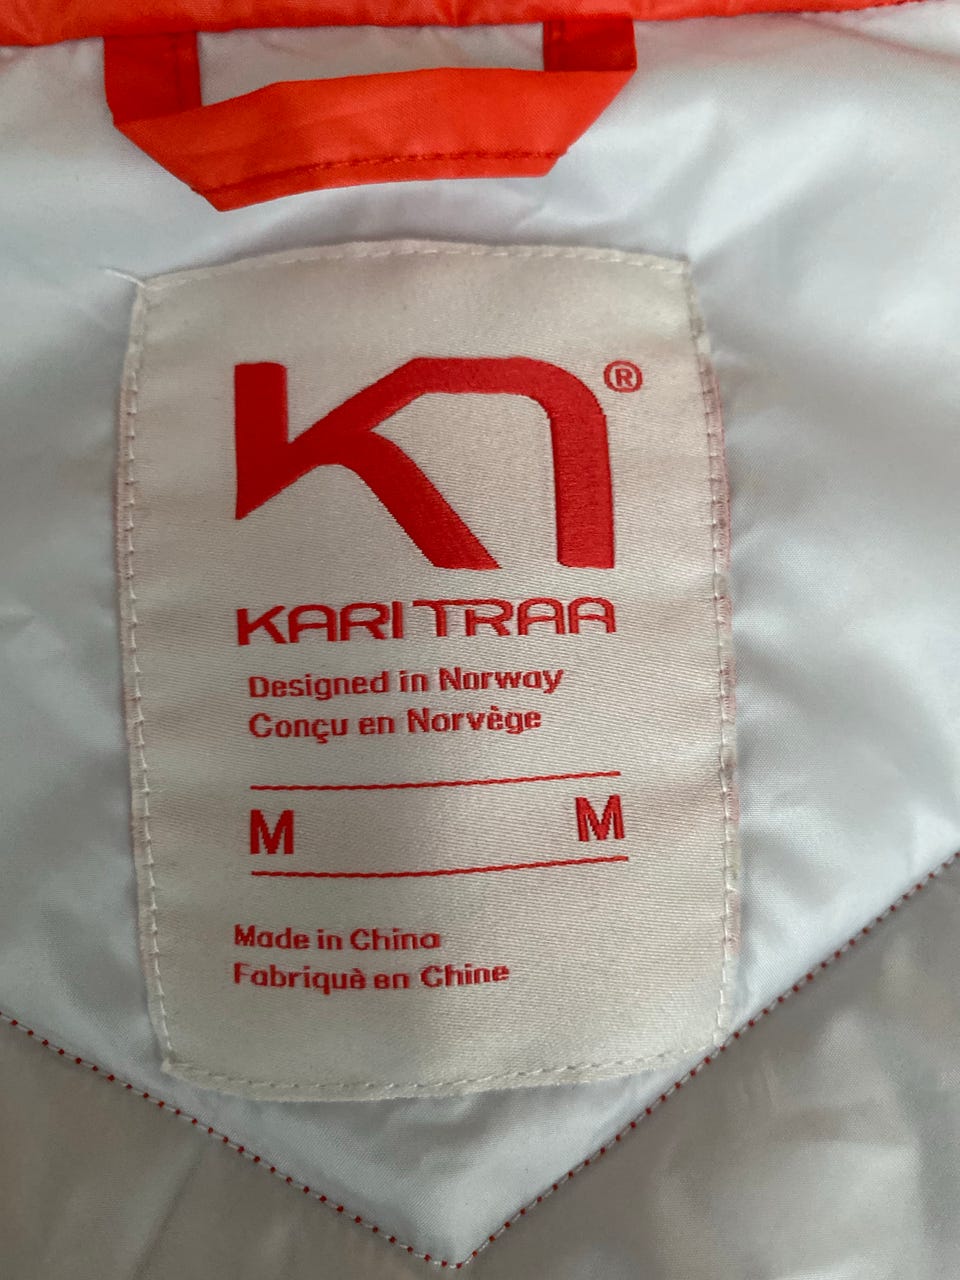 KN®
KARI TRAA
Designed in Norway
Conçu en Norvège
M M
Made in China
Fabriquè en Chine